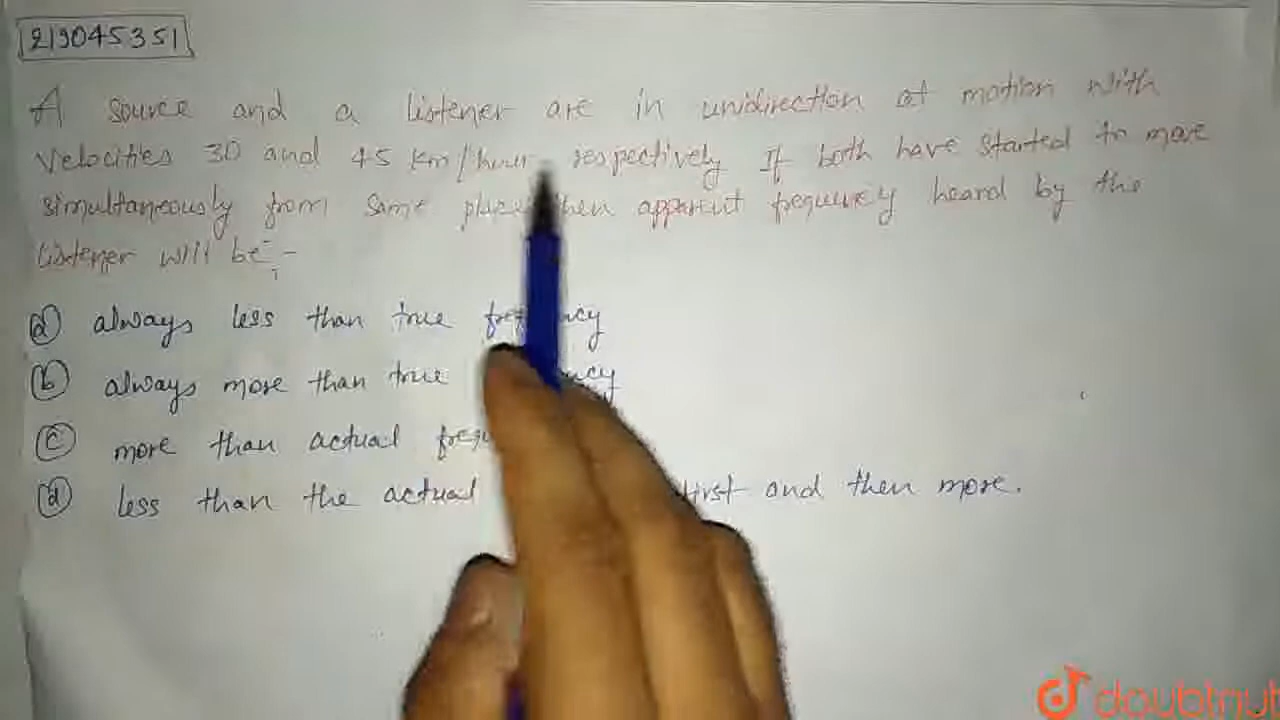 219045351
A source and a listener are in unidirection at motion with
velocities 30 and 45 km/hour respectively If both have started to move
simultaneously from same place then apparent frequency heard by the
listener will be:-
(a) always less than true
(b) always more than true
(c) more than actual
(d) less than the actual first and then more.
doubtnut